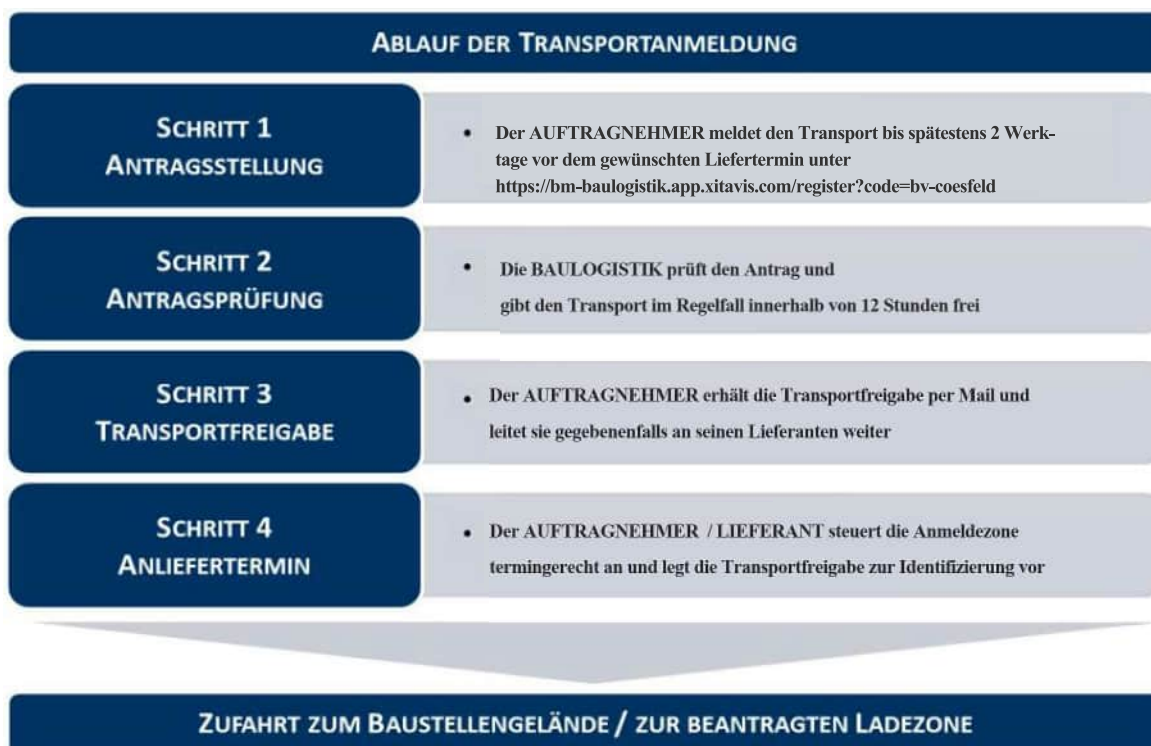 ABLAUF DER TRANSPORTANMELDUNG
SCHRITT 1
ANTRAGSSTELLUNG
• Der AUFTRAGNEHMER meldet den Transport bis spätestens 2 Werk-
tage vor dem gewünschten Liefertermin unter
https://bm-baulogistik.app.xitavis.com/register?code=bv-coesfeld
SCHRITT 2
ANTRAGSPRÜFUNG
• Die BAULOGISTIK prüft den Antrag und
gibt den Transport im Regelfall innerhalb von 12 Stunden frei
SCHRITT 3
TRANSPORTFREIGABE
• Der AUFTRAGNEHMER erhält die Transportfreigabe per Mail und
leitet sie gegebenenfalls an seinen Lieferanten weiter
SCHRITT 4
ANLIEFERTERMIN
• Der AUFTRAGNEHMER / LIEFERANT steuert die Anmeldezone
termingerecht an und legt die Transportfreigabe zur Identifizierung vor
ZUFAHRT ZUM BAUSTELLENGELÄNDE / ZUR BEANTRAGTEN LADEZONE